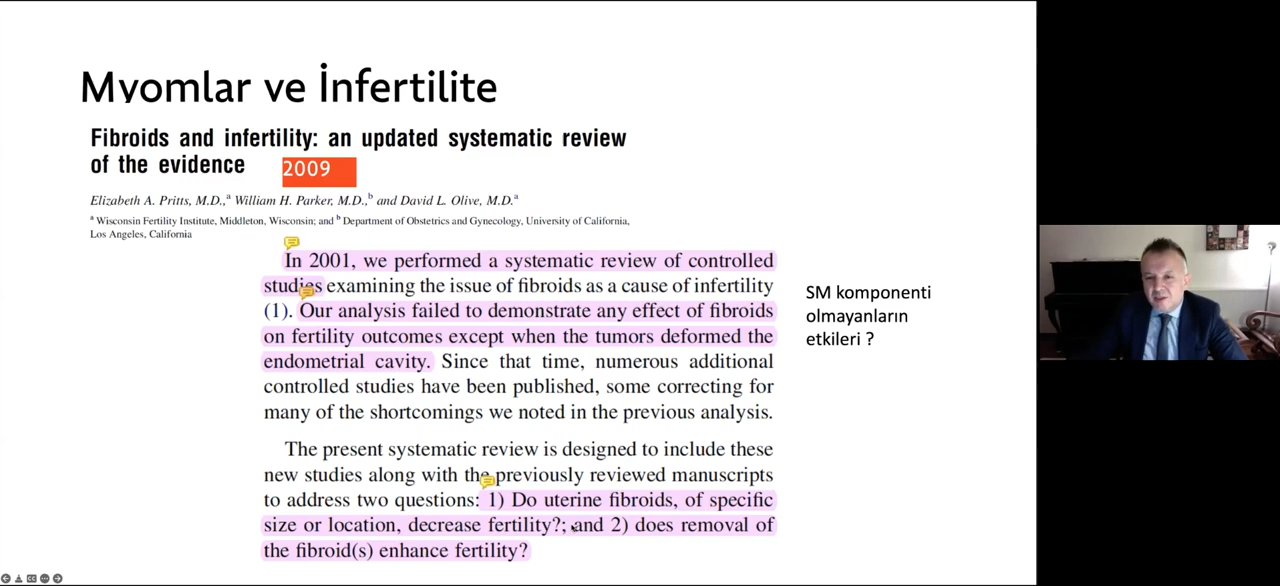 Myomlar ve İnfertilite
Fibroids and infertility: an updated systematic review
of the evidence
2009
Elizabeth A. Pritts, M.D.,ᵃ William H. Parker, M.D.,ᵇ and David L. Olive, M.D.ᵃ
ᵃ Wisconsin Fertility Institute, Middleton, Wisconsin; and ᵇ Department of Obstetrics and Gynecology, University of California,
Los Angeles, California
In 2001, we performed a systematic review of controlled
studies examining the issue of fibroids as a cause of infertility
(1). Our analysis failed to demonstrate any effect of fibroids
on fertility outcomes except when the tumors deformed the
endometrial cavity. Since that time, numerous additional
controlled studies have been published, some correcting for
many of the shortcomings we noted in the previous analysis.
The present systematic review is designed to include these
new studies along with the previously reviewed manuscripts
to address two questions: 1) Do uterine fibroids, of specific
size or location, decrease fertility?; and 2) does removal of
the fibroid(s) enhance fertility?
SM komponenti
olmayanların
etkileri ?